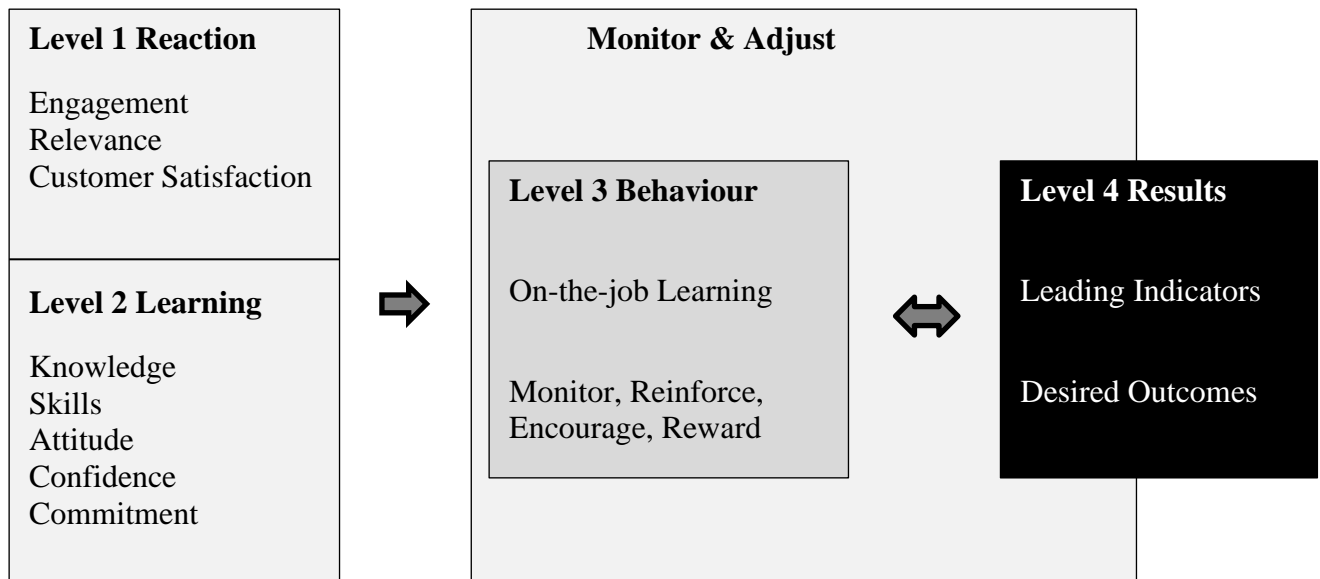 Level 1 Reaction
Engagement
Relevance
Customer Satisfaction
Level 2 Learning
Knowledge
Skills
Attitude
Confidence
Commitment
Monitor & Adjust
Level 3 Behaviour
On-the-job Learning
Monitor, Reinforce,
Encourage, Reward
Level 4 Results
Leading Indicators
Desired Outcomes